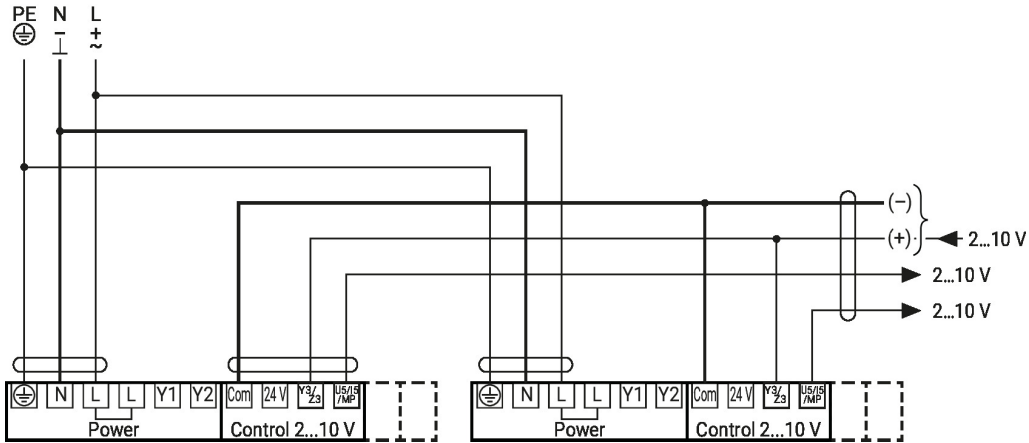 PE N L
– +
⊥ ~
(–)
(+) 2...10 V
2...10 V
2...10 V
N L L Y1 Y2 Com 24 V Y3/Z3 U5/I5/MP
N L L Y1 Y2 Com 24 V Y3/Z3 U5/I5/MP
Power Control 2...10 V
Power Control 2...10 V